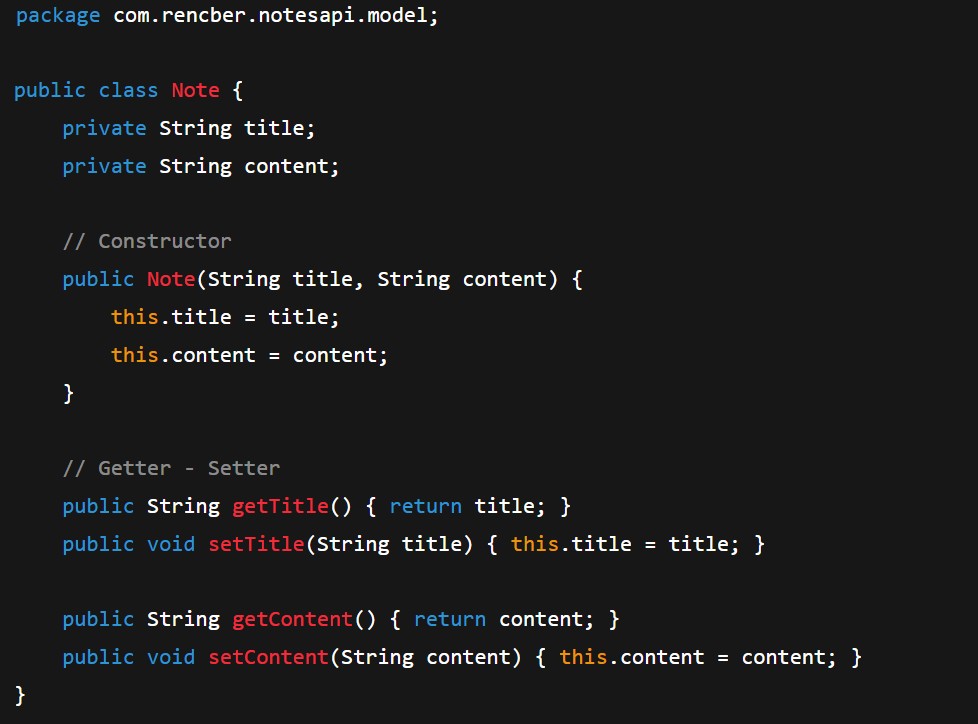 package com.rencber.notesapi.model;
public class Note {
    private String title;
    private String content;
    // Constructor
    public Note(String title, String content) {
        this.title = title;
        this.content = content;
    }
    // Getter - Setter
    public String getTitle() { return title; }
    public void setTitle(String title) { this.title = title; }
    public String getContent() { return content; }
    public void setContent(String content) { this.content = content; }
}